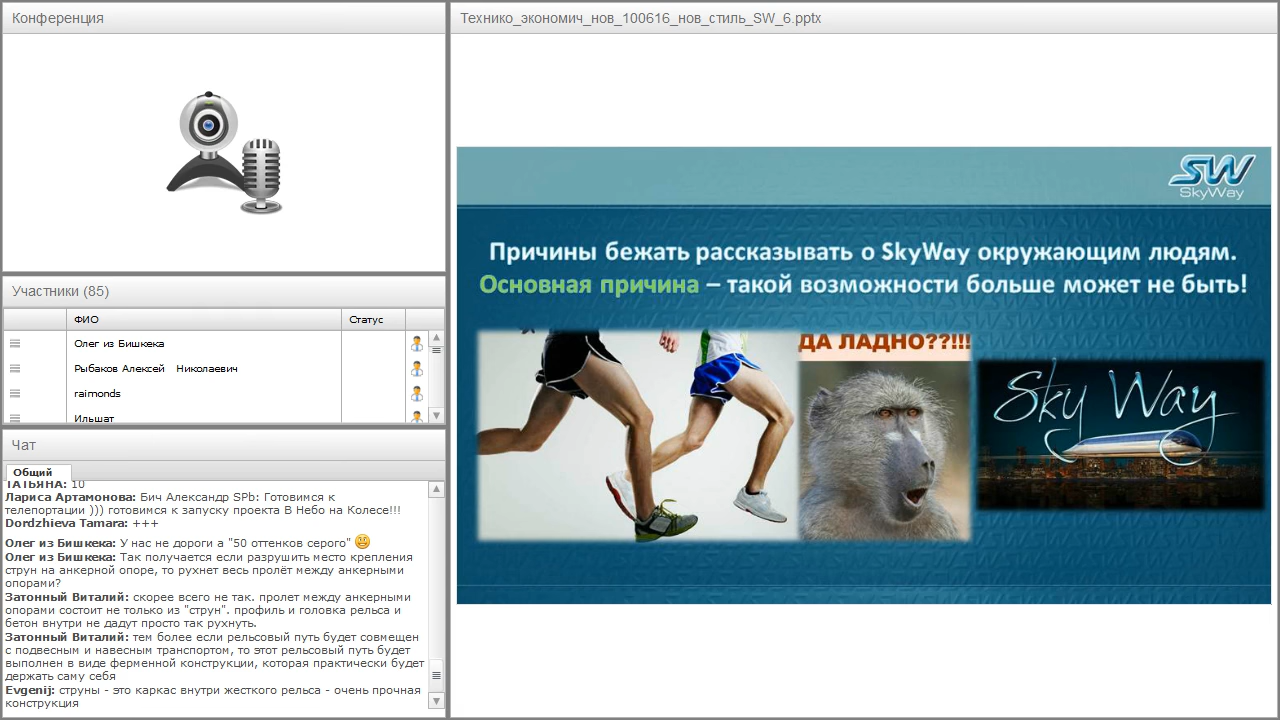 Конференция
Технико_экономич_нов_100616_нов_стиль_SW_6.pptx
SW
SkyWay
Причины бежать рассказывать о SkyWay окружающим людям.
Основная причина – такой возможности больше может не быть!
ДА ЛАДНО??!!!
Sky Way
Участники (85)
ФИО Статус
Олег из Бишкека
Рыбаков Алексей Николаевич
raimonds
Ильшат
Чат
Общий
ТАТЬЯНА: 10
Лариса Артамонова: Бич Александр SPb: Готовимся к
телепортации ))) готовимся к запуску проекта В Небо на Колесе!!!
Dordzhieva Tamara: +++
Олег из Бишкека: У нас не дороги а "50 оттенков серого"
Олег из Бишкека: Так получается если разрушить место крепления
струн на анкерной опоре, то рухнет весь пролёт между анкерными
опорами?
Затонный Виталий: скорее всего не так. пролет между анкерными
опорами состоит не только из "струн". профиль и головка рельса и
бетон внутри не дадут просто так рухнуть.
Затонный Виталий: тем более если рельсовый путь будет совмещен
с подвесным и навесным транспортом, то этот рельсовый путь будет
выполнен в виде ферменной конструкции, которая практически будет
держать саму себя
Evgenij: струны - это каркас внутри жесткого рельса - очень прочная
конструкция